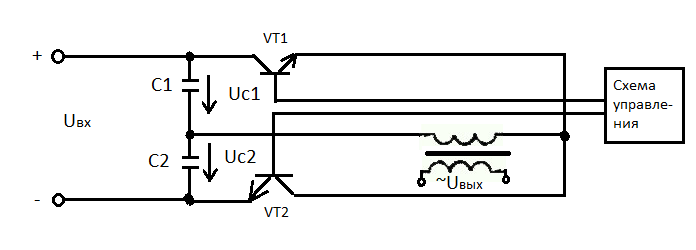 +
VT1
C1
Uc1
Схема
управле-
ния
Uвх
C2
Uc2
~Uвых
-
VT2